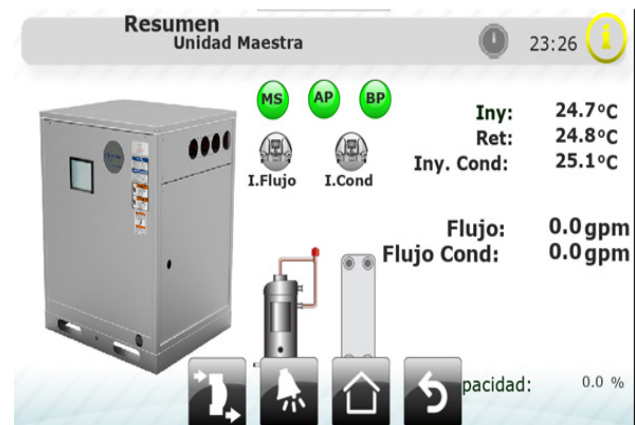 Resumen
Unidad Maestra
23:26
MS AP BP
Iny: 24.7°C
Ret: 24.8°C
Iny. Cond: 25.1°C
I.Flujo I.Cond
Flujo: 0.0gpm
Flujo Cond: 0.0gpm
pacidad: 0.0 %